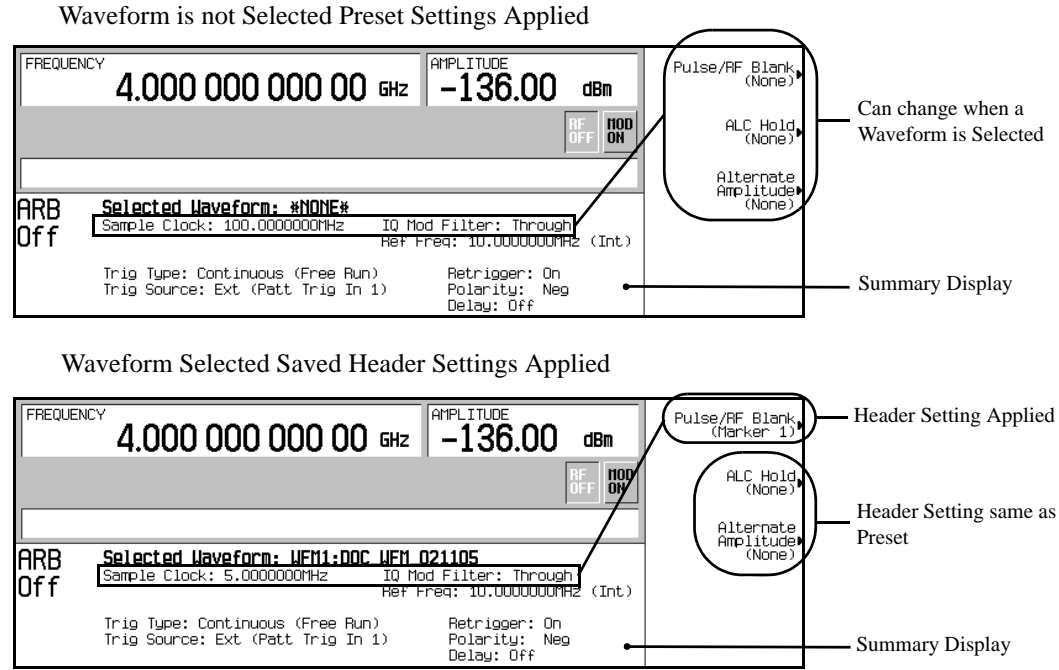 Waveform is not Selected Preset Settings Applied
FREQUENCY
4.000 000 000 00 GHz
AMPLITUDE
-136.00 dBm
RF OFF
MOD ON
Pulse/RF Blank
(None)
ALC Hold
(None)
Alternate
Amplitude
(None)
Can change when a
Waveform is Selected
ARB
Off
Selected Waveform: *NONE*
Sample Clock: 100.0000000MHz IQ Mod Filter: Through
Ref Freq: 10.0000000MHz (Int)
Trig Type: Continuous (Free Run) Retrigger: On
Trig Source: Ext (Patt Trig In 1) Polarity: Neg
Delay: Off
Summary Display
Waveform Selected Saved Header Settings Applied
FREQUENCY
4.000 000 000 00 GHz
AMPLITUDE
-136.00 dBm
RF OFF
MOD ON
Pulse/RF Blank
(Marker 1)
Header Setting Applied
ALC Hold
(None)
Alternate
Amplitude
(None)
Header Setting same as
Preset
ARB
Off
Selected Waveform: WFM1:DOC_WFM_021105
Sample Clock: 5.0000000MHz IQ Mod Filter: Through
Ref Freq: 10.0000000MHz (Int)
Trig Type: Continuous (Free Run) Retrigger: On
Trig Source: Ext (Patt Trig In 1) Polarity: Neg
Delay: Off
Summary Display